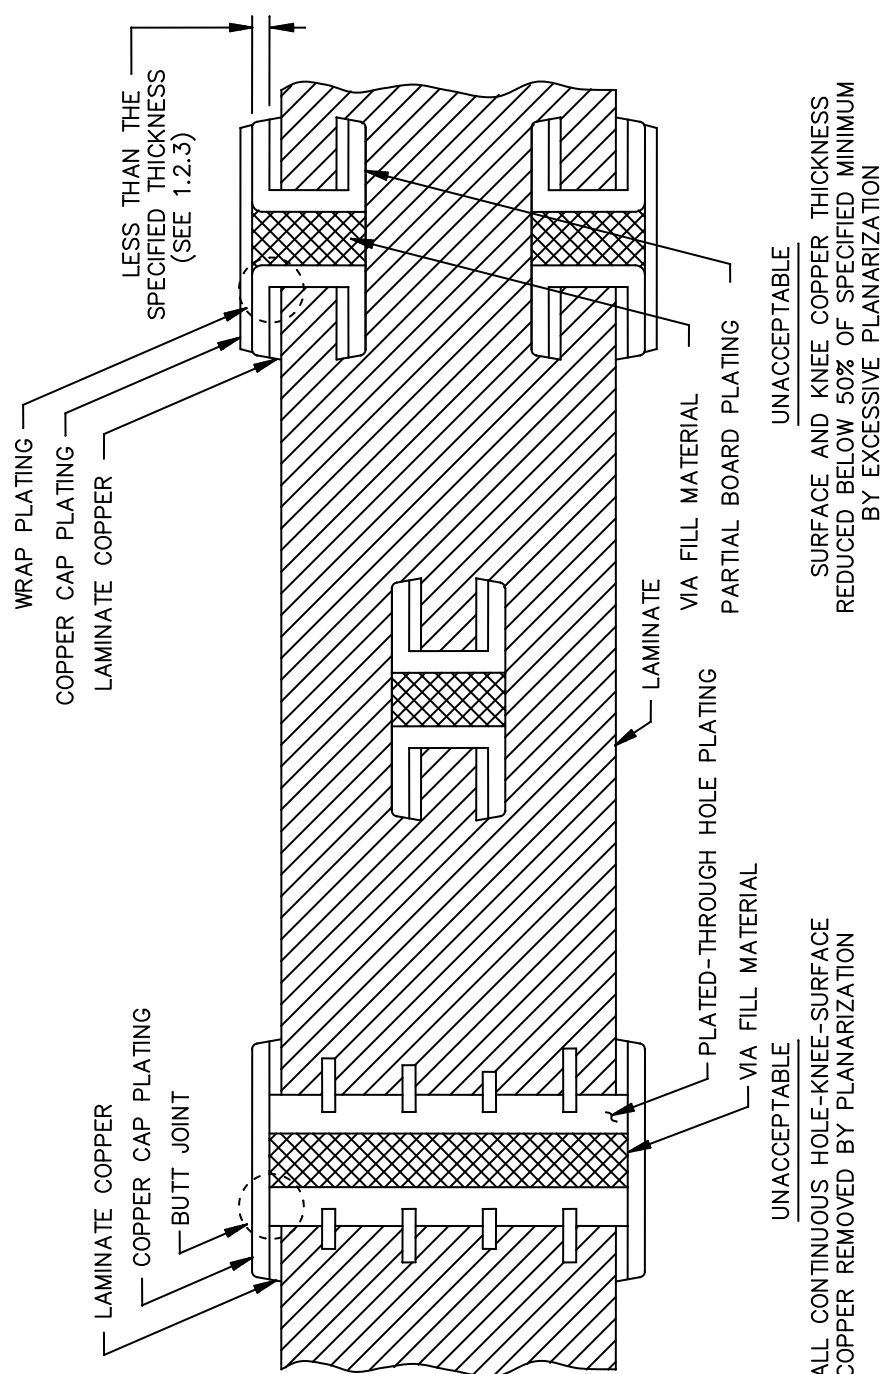 LAMINATE COPPER
COPPER CAP PLATING
BUTT JOINT
WRAP PLATING
COPPER CAP PLATING
LAMINATE COPPER
LESS THAN THE
SPECIFIED THICKNESS
(SEE 1.2.3)
PLATED-THROUGH HOLE PLATING
VIA FILL MATERIAL
LAMINATE
VIA FILL MATERIAL
PARTIAL BOARD PLATING
UNACCEPTABLE
ALL CONTINUOUS HOLE-KNEE-SURFACE
COPPER REMOVED BY PLANARIZATION
UNACCEPTABLE
SURFACE AND KNEE COPPER THICKNESS
REDUCED BELOW 50% OF SPECIFIED MINIMUM
BY EXCESSIVE PLANARIZATION